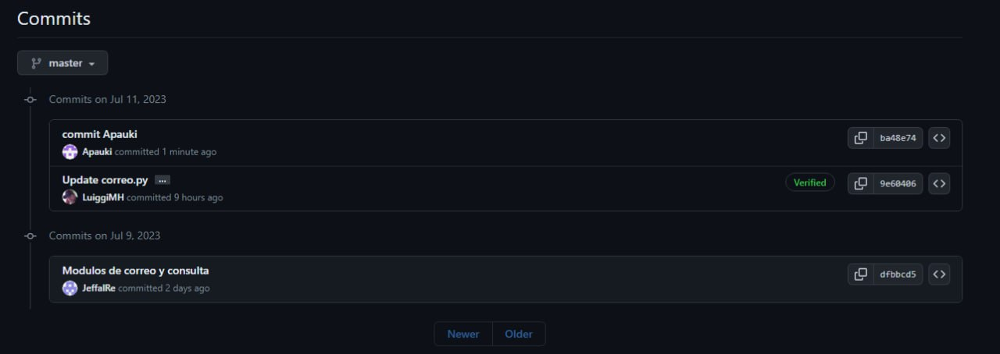 Commits
master
Commits on Jul 11, 2023
commit Apauki
ba48e74
Apauki committed 1 minute ago
Update correo.py ...
Verified
9e60406
LuiggiMH committed 9 hours ago
Commits on Jul 9, 2023
Modulos de correo y consulta
dfbbcd5
JeffalRe committed 2 days ago
Newer Older